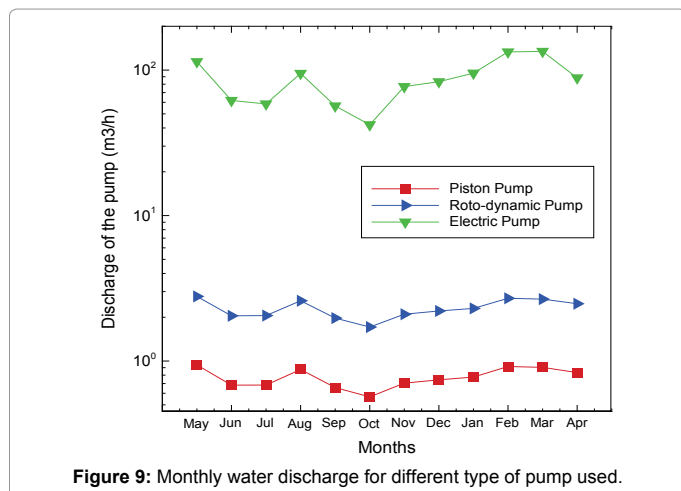 10²
10¹
10⁰
Discharge of the pump (m3/h)
Piston Pump
Roto-dynamic Pump
Electric Pump
May Jun Jul Aug Sep Oct Nov Dec Jan Feb Mar Apr
Months
Figure 9: Monthly water discharge for different type of pump used.